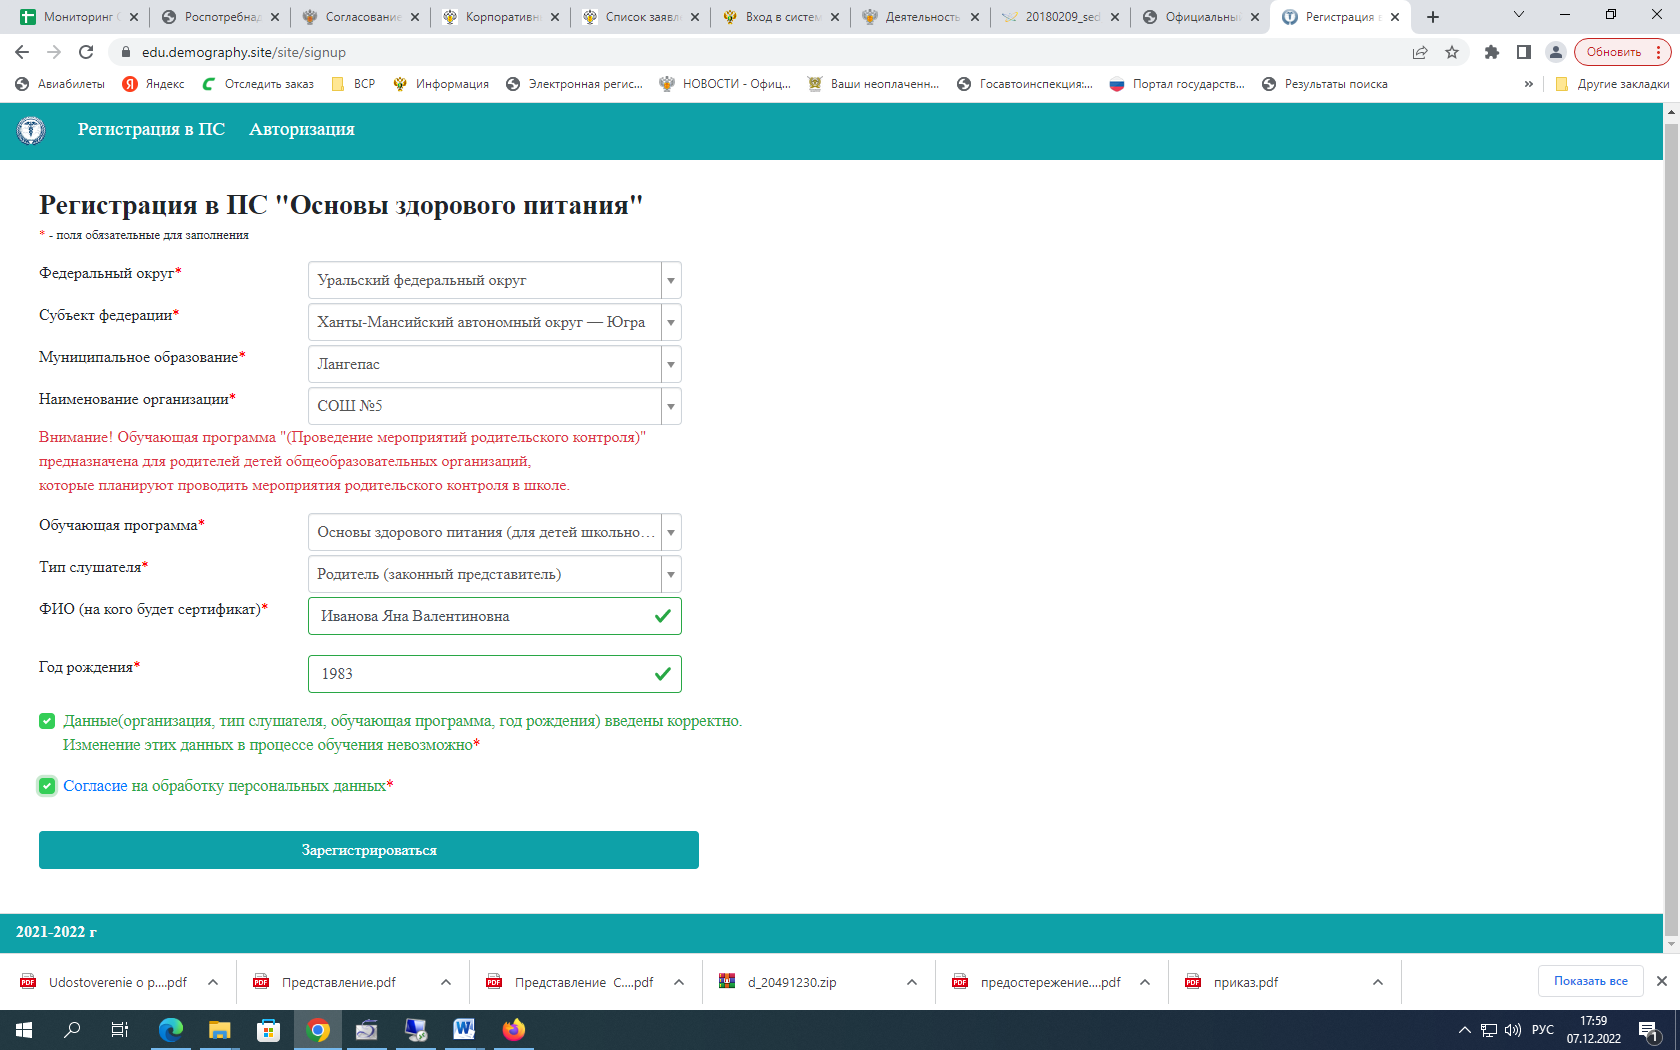 Мониторинг С
Роспотребнад
Согласование
Корпоративн
Список заявл
Вход в систем
Деятельность
20180209_sed
Официальный
Регистрация в
edu.demography.site/site/signup
Обновить
Авиабилеты
Яндекс
Отследить заказ
ВСР
Информация
Электронная регис...
НОВОСТИ - Офиц...
Ваши неоплаченн...
Госавтоинспекция:...
Портал государств...
Результаты поиска
»
Другие закладки
Регистрация в ПС
Авторизация
Регистрация в ПС "Основы здорового питания"
* - поля обязательные для заполнения
Федеральный округ*
Уральский федеральный округ
Субъект федерации*
Ханты-Мансийский автономный округ — Югра
Муниципальное образование*
Лангепас
Наименование организации*
СОШ №5
Внимание! Обучающая программа "(Проведение мероприятий родительского контроля)"
предназначена для родителей детей общеобразовательных организаций,
которые планируют проводить мероприятия родительского контроля в школе.
Обучающая программа*
Основы здорового питания (для детей школьно...
Тип слушателя*
Родитель (законный представитель)
ФИО (на кого будет сертификат)*
Иванова Яна Валентиновна
Год рождения*
1983
Данные(организация, тип слушателя, обучающая программа, год рождения) введены корректно.
Изменение этих данных в процессе обучения невозможно*
Согласие на обработку персональных данных*
Зарегистрироваться
2021-2022 г
Udostoverenie o p....pdf
Представление.pdf
Представление С....pdf
d_20491230.zip
предостережение....pdf
приказ.pdf
Показать все
РУС
17:59
07.12.2022
1